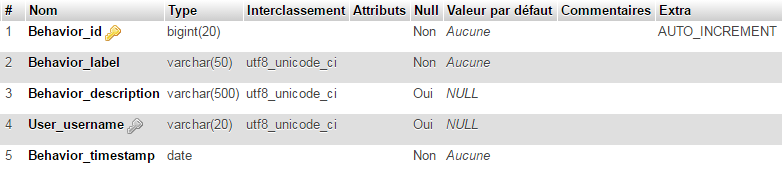 # Nom Type Interclassement Attributs Null Valeur par défaut Commentaires Extra
1 Behavior_id bigint(20) Non Aucune AUTO_INCREMENT
2 Behavior_label varchar(50) utf8_unicode_ci Non Aucune
3 Behavior_description varchar(500) utf8_unicode_ci Oui NULL
4 User_username varchar(20) utf8_unicode_ci Oui NULL
5 Behavior_timestamp date Non Aucune